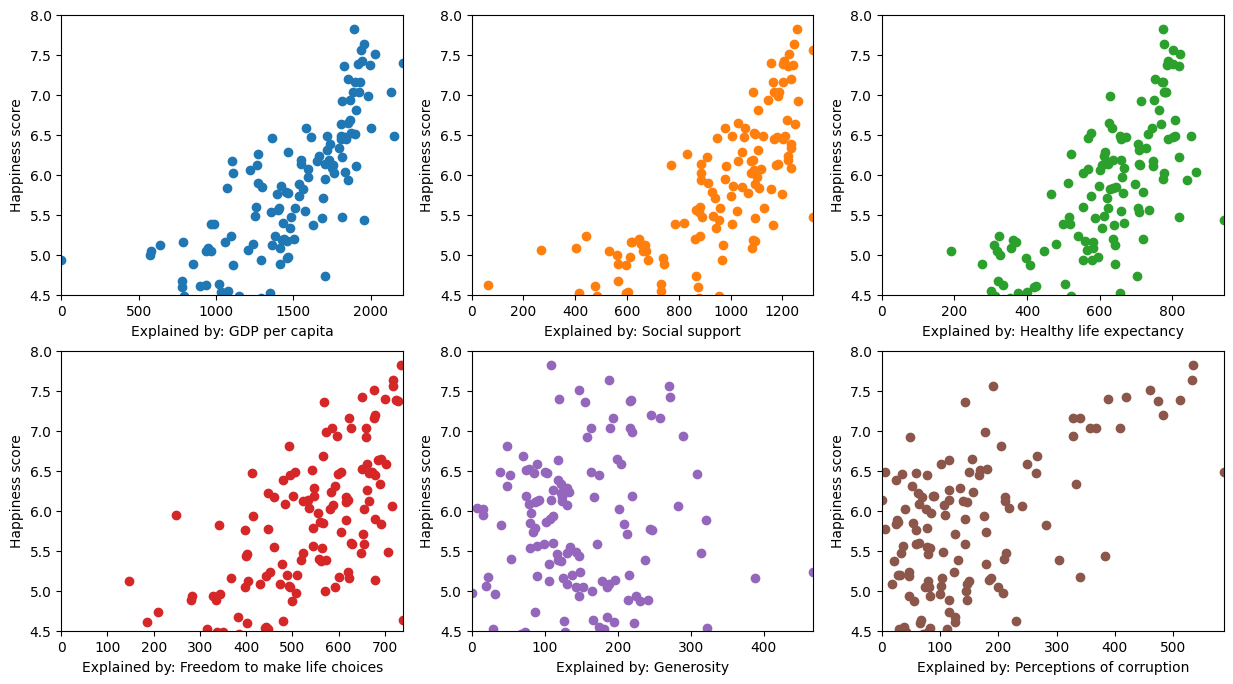 8.0
7.5
7.0
6.5
6.0
5.5
5.0
4.5
Happiness score
0 500 1000 1500 2000
Explained by: GDP per capita
8.0
7.5
7.0
6.5
6.0
5.5
5.0
4.5
Happiness score
0 200 400 600 800 1000 1200
Explained by: Social support
8.0
7.5
7.0
6.5
6.0
5.5
5.0
4.5
Happiness score
0 200 400 600 800
Explained by: Healthy life expectancy
8.0
7.5
7.0
6.5
6.0
5.5
5.0
4.5
Happiness score
0 100 200 300 400 500 600 700
Explained by: Freedom to make life choices
8.0
7.5
7.0
6.5
6.0
5.5
5.0
4.5
Happiness score
0 100 200 300 400
Explained by: Generosity
8.0
7.5
7.0
6.5
6.0
5.5
5.0
4.5
Happiness score
0 100 200 300 400 500
Explained by: Perceptions of corruption